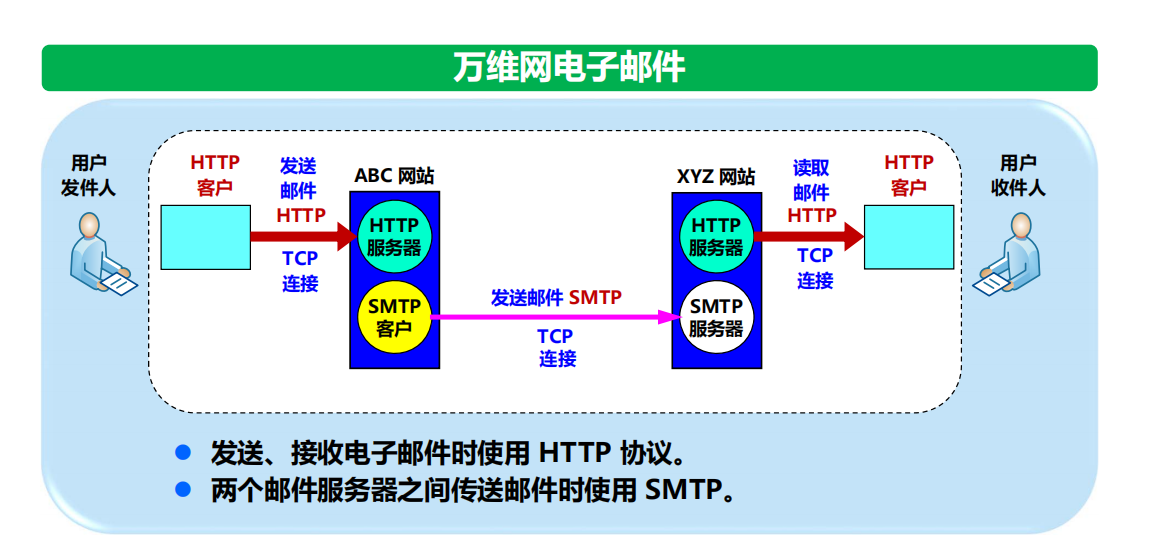 万维网电子邮件
用户
发件人
HTTP
客户
发送
邮件
HTTP
TCP
连接
ABC 网站
HTTP
服务器
SMTP
客户
发送邮件 SMTP
TCP
连接
XYZ 网站
HTTP
服务器
SMTP
服务器
读取
邮件
HTTP
TCP
连接
HTTP
客户
用户
收件人
发送、接收电子邮件时使用 HTTP 协议。
两个邮件服务器之间传送邮件时使用 SMTP。